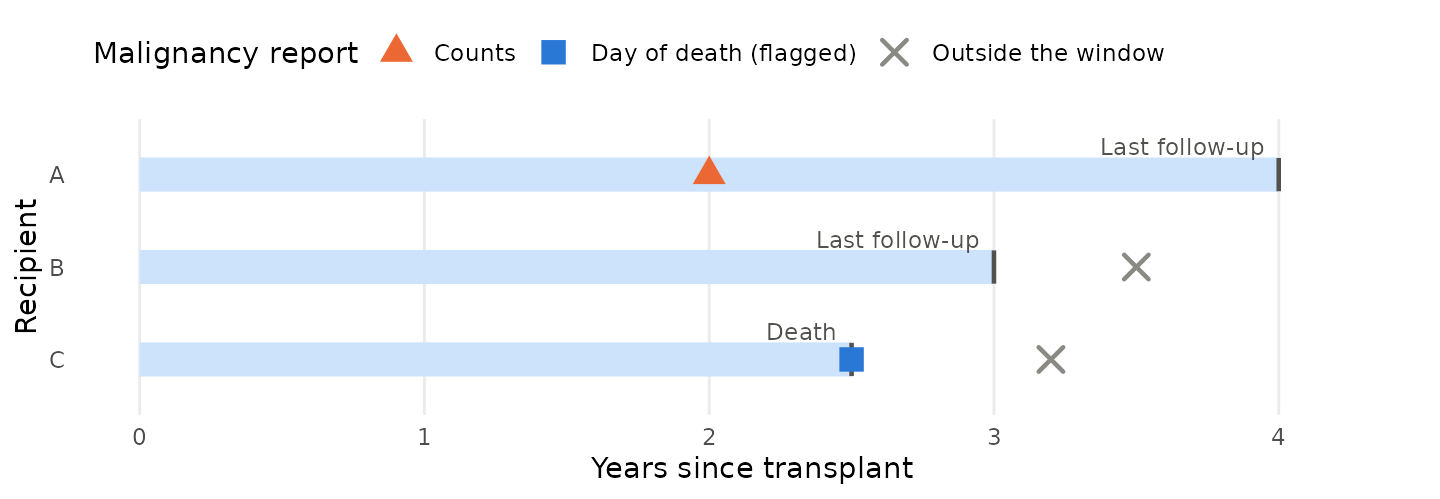 Malignancy report Counts Day of death (flagged) Outside the window
Last follow-up
A
Last follow-up
B
Death
C
Recipient
0 1 2 3 4
Years since transplant